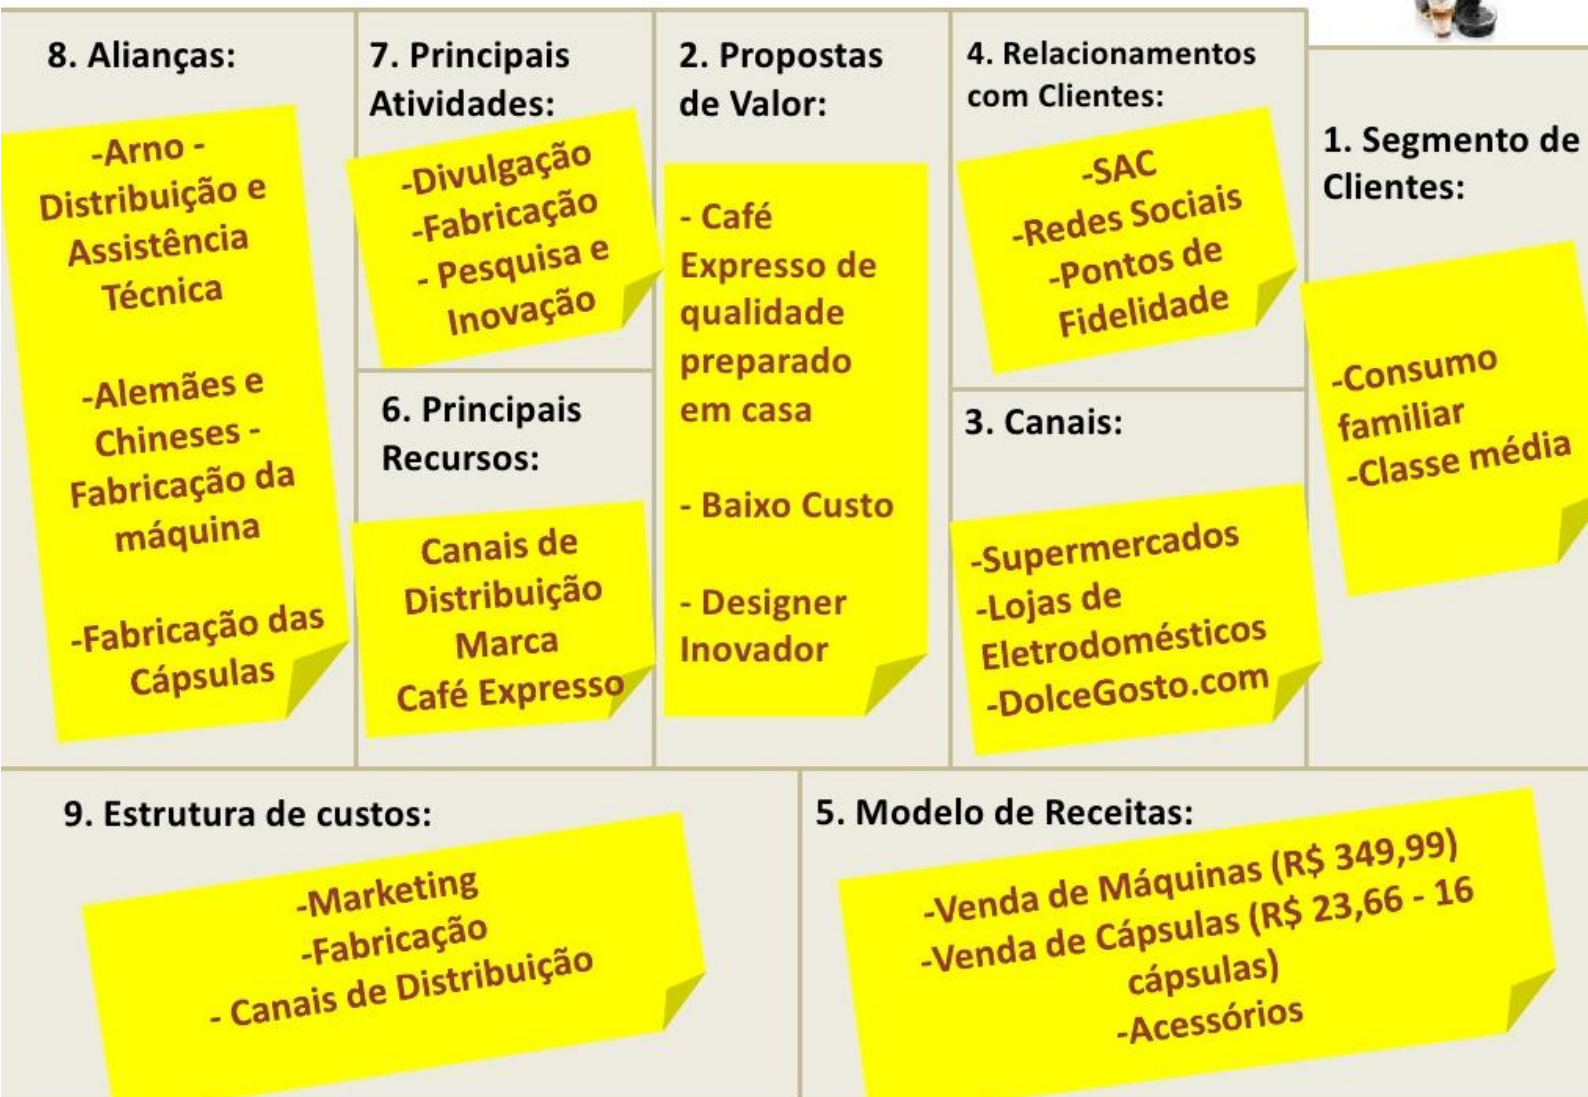 8. Alianças:
-Arno -
Distribuição e
Assistência
Técnica
-Alemães e
Chineses -
Fabricação da
máquina
-Fabricação das
Cápsulas
7. Principais
Atividades:
-Divulgação
-Fabricação
- Pesquisa e
Inovação
6. Principais
Recursos:
Canais de
Distribuição
Marca
Café Expresso
2. Propostas
de Valor:
- Café
Expresso de
qualidade
preparado
em casa
- Baixo Custo
- Designer
Inovador
4. Relacionamentos
com Clientes:
-SAC
-Redes Sociais
-Pontos de
Fidelidade
3. Canais:
-Supermercados
-Lojas de
Eletrodomésticos
-DolceGosto.com
1. Segmento de
Clientes:
-Consumo
familiar
-Classe média
9. Estrutura de custos:
-Marketing
-Fabricação
- Canais de Distribuição
5. Modelo de Receitas:
-Venda de Máquinas (R$ 349,99)
-Venda de Cápsulas (R$ 23,66 - 16
cápsulas)
-Acessórios